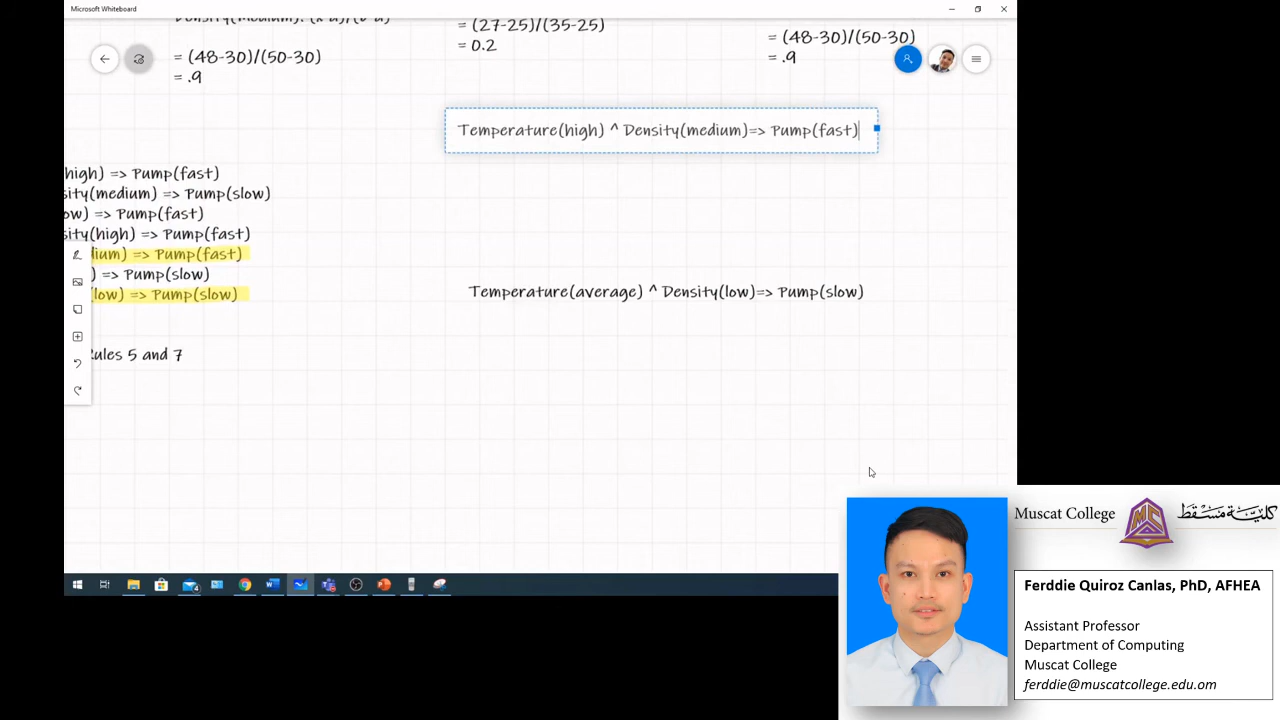 Microsoft Whiteboard
= (48-30)/(50-30)
= .9
= (27-25)/(35-25)
= 0.2
= (48-30)/(50-30)
= .9
Temperature(high) ^ Density(medium)=> Pump(fast)
high) => Pump(fast)
sity(medium) => Pump(slow)
ow) => Pump(fast)
sity(high) => Pump(fast)
ium) => Pump(fast)
) => Pump(slow)
(low) => Pump(slow)
Temperature(average) ^ Density(low)=> Pump(slow)
Rules 5 and 7
Muscat College
كليّة مسقط
Ferddie Quiroz Canlas, PhD, AFHEA
Assistant Professor
Department of Computing
Muscat College
ferddie@muscatcollege.edu.om